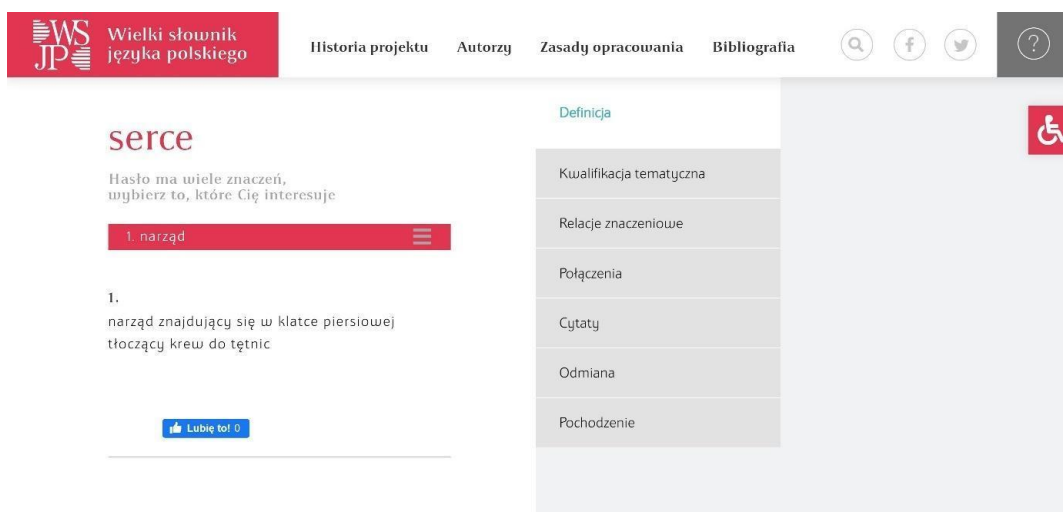 WS
JP
Wielki słownik
języka polskiego
Historia projektu Autorzy Zasady opracowania Bibliografia
?
serce
Hasło ma wiele znaczeń,
wybierz to, które Cię interesuje
1. narząd
1.
narząd znajdujący się w klatce piersiowej
tłoczący krew do tętnic
Lubię to! 0
Definicja
Kwalifikacja tematyczna
Relacje znaczeniowe
Połączenia
Cytaty
Odmiana
Pochodzenie